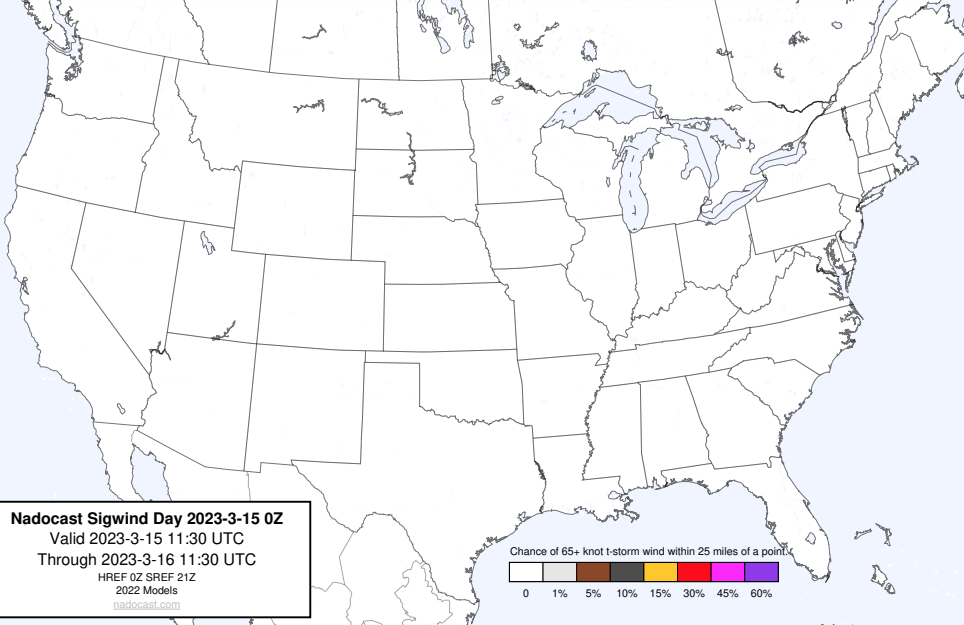 Nadocast Sigwind Day 2023-3-15 0Z
Valid 2023-3-15 11:30 UTC
Through 2023-3-16 11:30 UTC
HREF 0Z SREF 21Z
2022 Models
nadocast.com
Chance of 65+ knot t-storm wind within 25 miles of a point.
0 1% 5% 10% 15% 30% 45% 60%